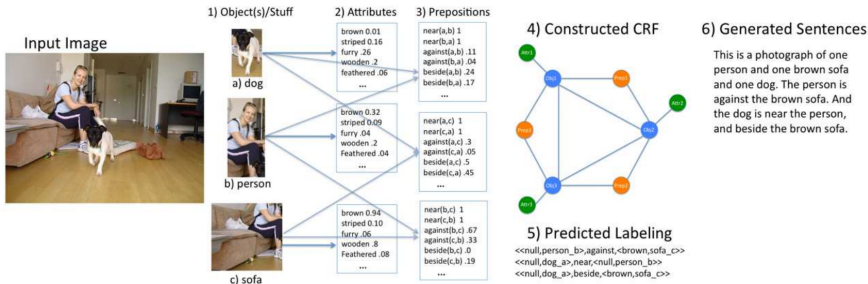 Input Image
1) Object(s)/Stuff
a) dog
b) person
c) sofa
2) Attributes
brown 0.01
striped 0.16
furry .26
wooden .2
feathered .06
...
brown 0.32
striped 0.09
furry .04
wooden .2
Feathered .04
...
brown 0.94
striped 0.10
furry .06
wooden .8
Feathered .08
...
3) Prepositions
near(a,b) 1
near(b,a) 1
against(a,b) .11
against(b,a) .04
beside(a,b) .24
beside(b,a) .17
...
near(a,c) 1
near(c,a) 1
against(a,c) .3
against(c,a) .05
beside(a,c) .5
beside(c,a) .45
...
near(b,c) 1
near(c,b) 1
against(b,c) .67
against(c,b) .33
beside(b,c) .0
beside(c,b) .19
...
4) Constructed CRF
Attr1
Obj1
Prep1
Attr2
Obj2
Prep3
Obj3
Prep2
Attr3
5) Predicted Labeling
<<null,person_b>,against,<brown,sofa_c>>
<<null,dog_a>,near,<null,person_b>>
<<null,dog_a>,beside,<brown,sofa_c>>
6) Generated Sentences
This is a photograph of one
person and one brown sofa
and one dog. The person is
against the brown sofa. And
the dog is near the person,
and beside the brown sofa.